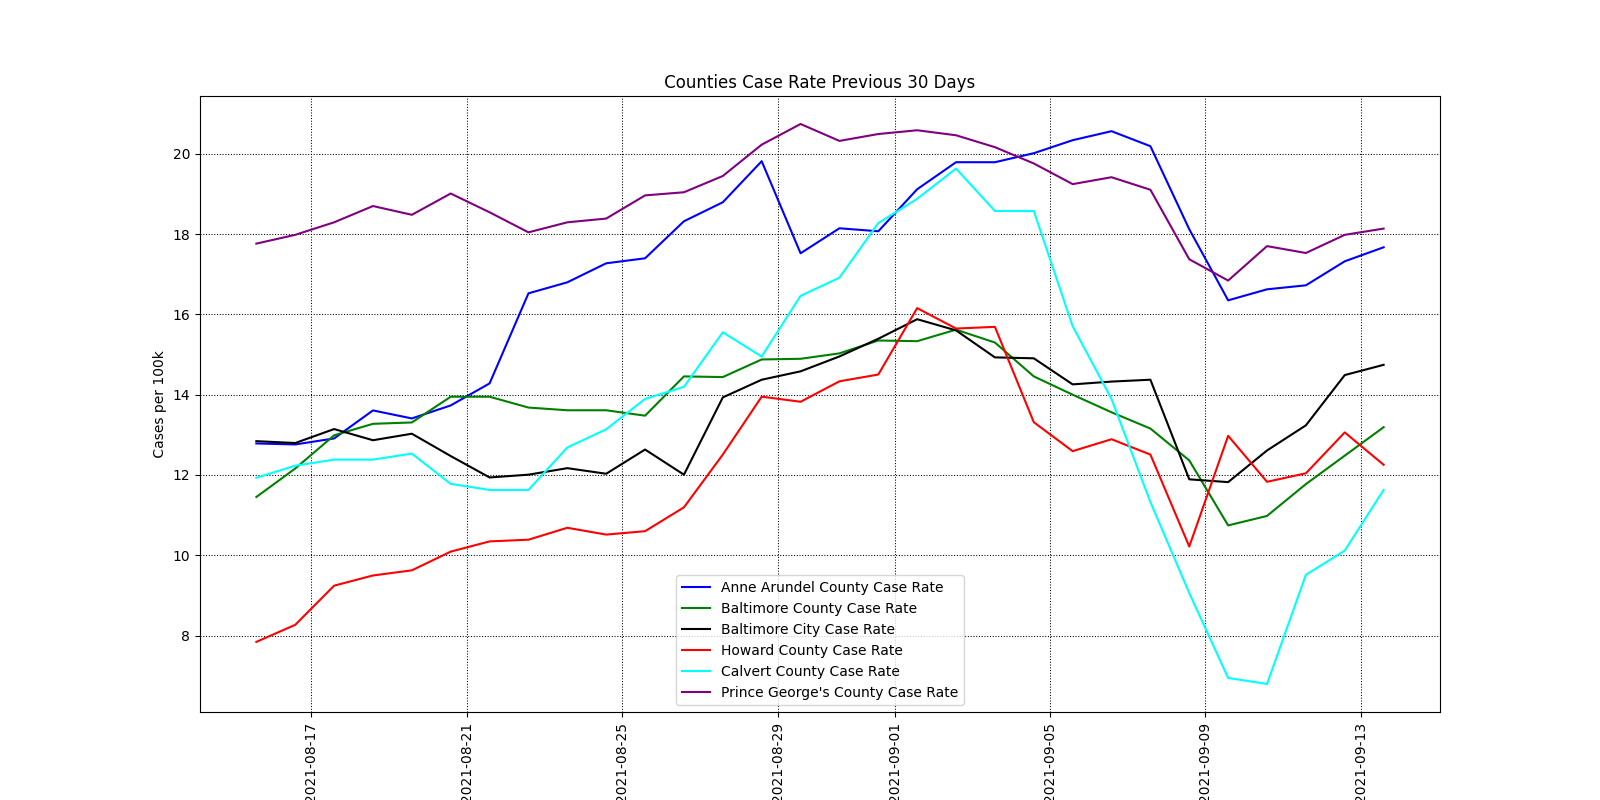 Counties Case Rate Previous 30 Days
Cases per 100k
20
18
16
14
12
10
8
Anne Arundel County Case Rate
Baltimore County Case Rate
Baltimore City Case Rate
Howard County Case Rate
Calvert County Case Rate
Prince George's County Case Rate
2021-08-17
2021-08-21
2021-08-25
2021-08-29
2021-09-01
2021-09-05
2021-09-09
2021-09-13